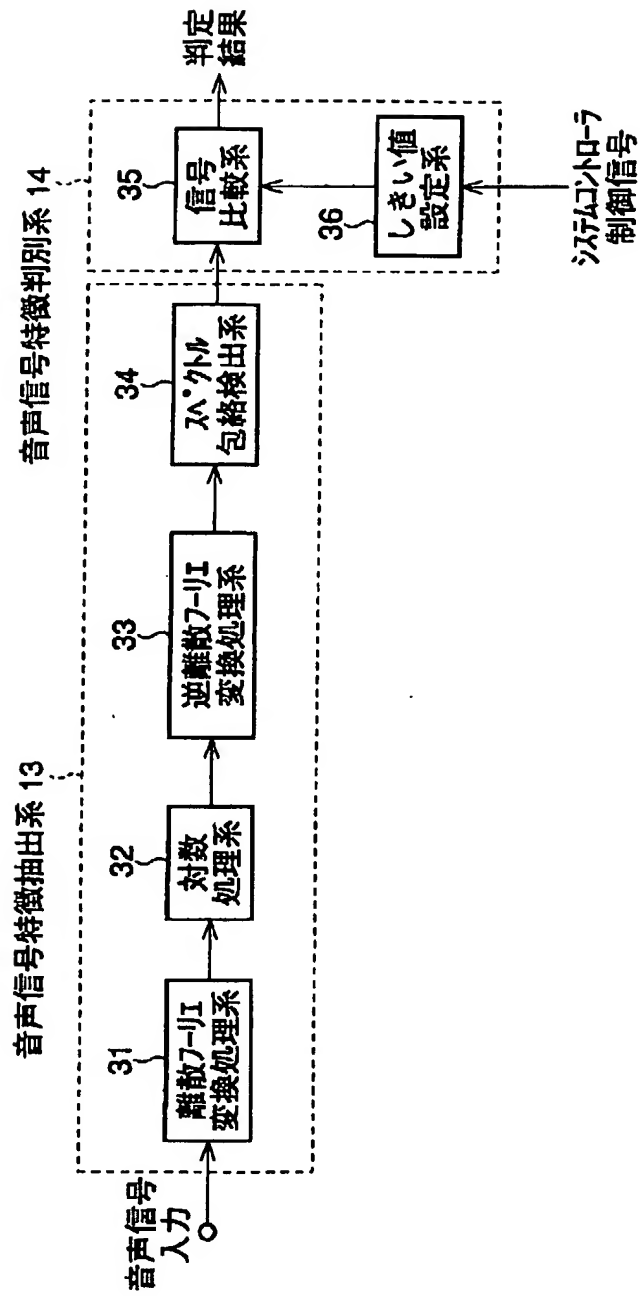 音声信号特徴抽出系 13
音声信号特徴判別系 14
音声信号
入力
31
離散フーリエ
変換処理系
32
対数
処理系
33
逆離散フーリエ
変換処理系
34
スペクトル
包絡検出系
35
信号
比較系
判定
結果
36
しきい値
設定系
システムコントローラ
制御信号